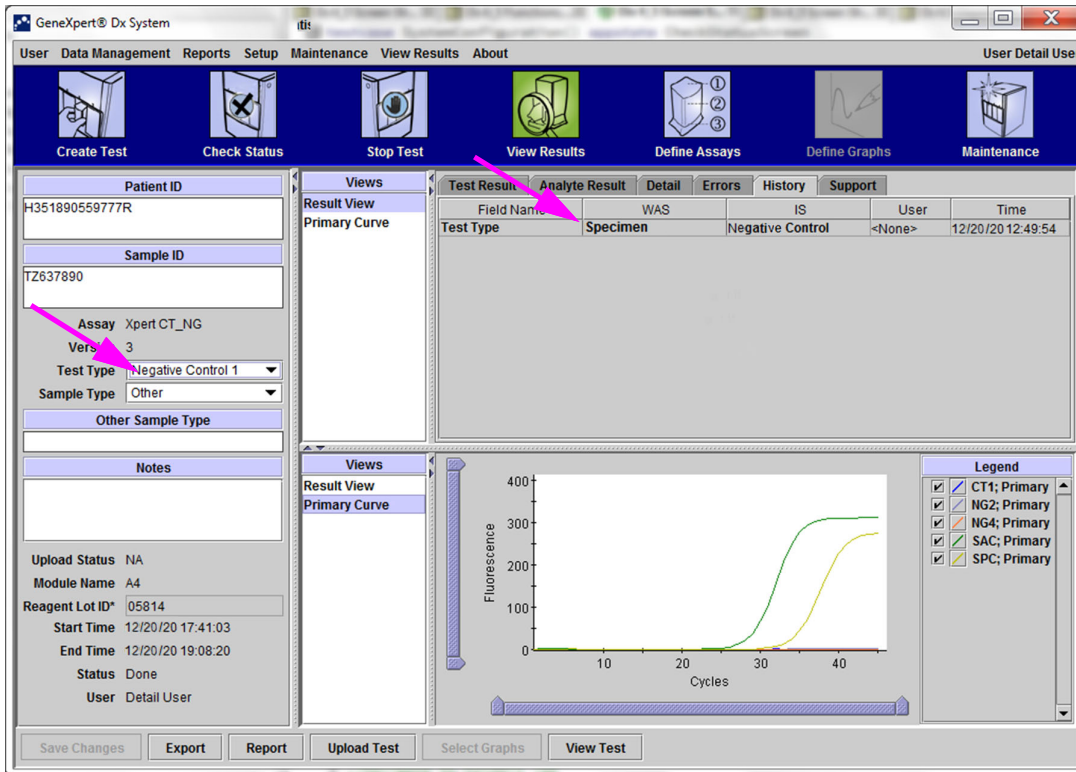 GeneXpert® Dx System
User Data Management Reports Setup Maintenance View Results About User Detail Use
Create Test Check Status Stop Test View Results Define Assays Define Graphs Maintenance
① ② ③
Patient ID
H351890559777R
Sample ID
TZ637890
Assay Xpert CT_NG
3
Test Type Negative Control 1
Sample Type Other
Other Sample Type
Notes
Upload Status NA
Module Name A4
Reagent Lot ID* 05814
Start Time 12/20/20 17:41:03
End Time 12/20/20 19:08:20
Status Done
User Detail User
Views
Result View
Primary Curve
Test Result Analyte Result Detail Errors History Support
Field Name WAS IS User Time
Test Type Specimen Negative Control <None> 12/20/20 12:49:54
Views
Result View
Primary Curve
400
300
200
100
0
Fluorescence
10 20 30 40
Cycles
Legend
CT1; Primary
NG2; Primary
NG4; Primary
SAC; Primary
SPC; Primary
Save Changes Export Report Upload Test Select Graphs View Test